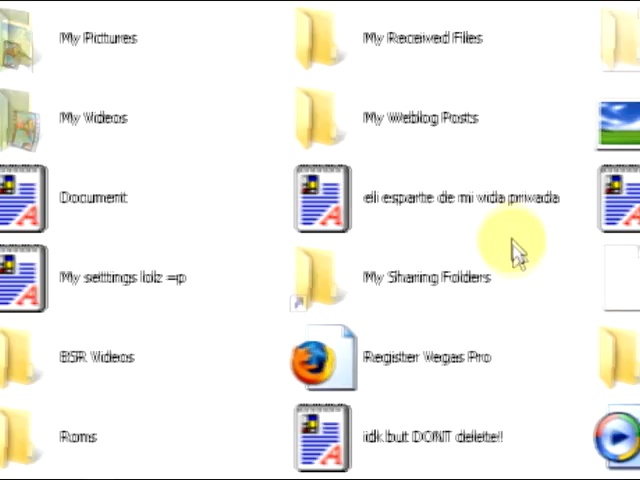 My Pictures
My Received Files
My Videos
My Weblog Posts
Document
eli esparte de mi vida privada
My settings lolz =p
My Sharing Folders
BSR Videos
Register Vegas Pro
Roms
idk but DONT delete!!